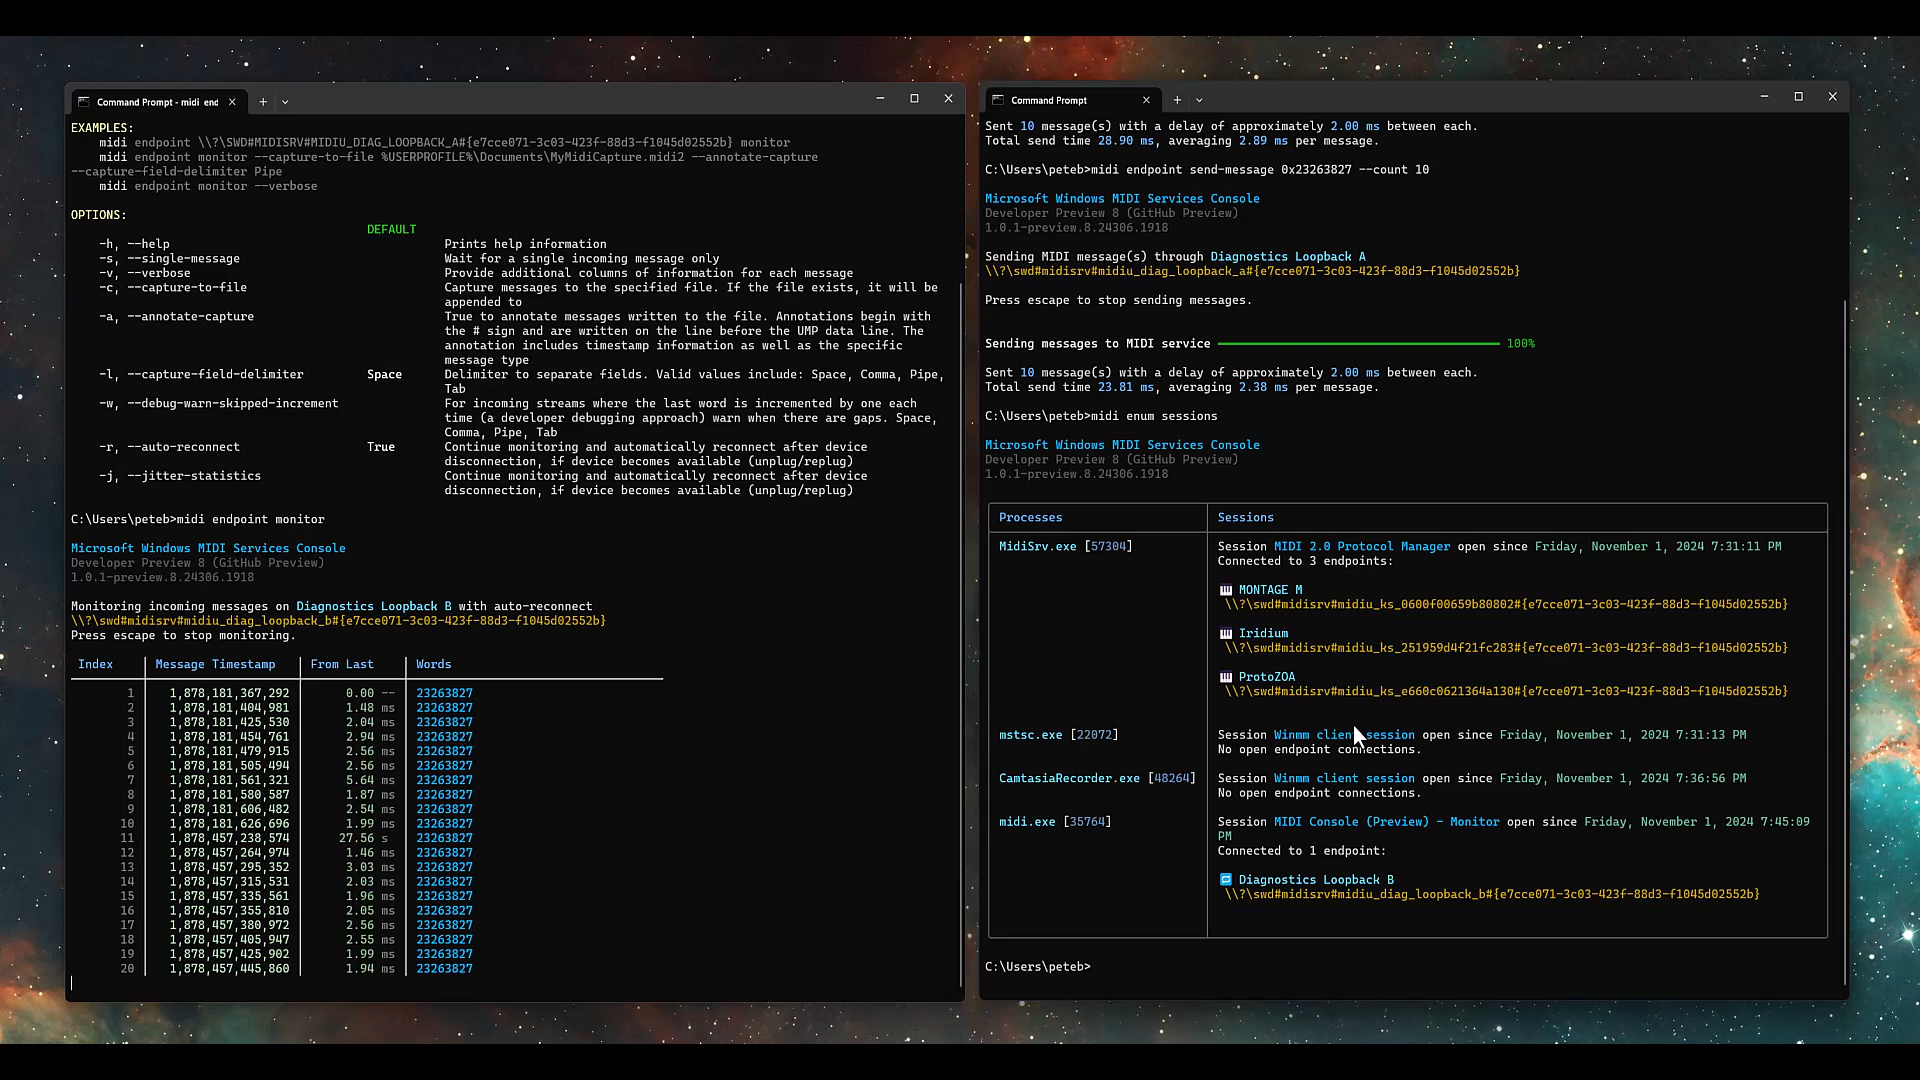 Command Prompt - midi end
EXAMPLES:
midi endpoint \\?\SWD#MIDISRV#MIDIU_DIAG_LOOPBACK_A#{e7cce071-3c03-423f-88d3-f1045d02552b} monitor
midi endpoint monitor --capture-to-file %USERPROFILE%\Documents\MyMidiCapture.midi2 --annotate-capture
--capture-field-delimiter Pipe
midi endpoint monitor --verbose
OPTIONS:
DEFAULT
-h, --help Prints help information
-s, --single-message Wait for a single incoming message only
-v, --verbose Provide additional columns of information for each message
-c, --capture-to-file Capture messages to the specified file. If the file exists, it will be
appended to
-a, --annotate-capture True to annotate messages written to the file. Annotations begin with
the # sign and are written on the line before the UMP data line. The
annotation includes timestamp information as well as the specific
message type
-l, --capture-field-delimiter Space Delimiter to separate fields. Valid values include: Space, Comma, Pipe,
Tab
-w, --debug-warn-skipped-increment For incoming streams where the last word is incremented by one each
time (a developer debugging approach) warn when there are gaps. Space,
Comma, Pipe, Tab
-r, --auto-reconnect True Continue monitoring and automatically reconnect after device
disconnection, if device becomes available (unplug/replug)
-j, --jitter-statistics Continue monitoring and automatically reconnect after device
disconnection, if device becomes available (unplug/replug)
C:\Users\peteb>midi endpoint monitor
Microsoft Windows MIDI Services Console
Developer Preview 8 (GitHub Preview)
1.0.1-preview.8.24306.1918
Monitoring incoming messages on Diagnostics Loopback B with auto-reconnect
\\?\swd#midisrv#midiu_diag_loopback_b#{e7cce071-3c03-423f-88d3-f1045d02552b}
Press escape to stop monitoring.
Index Message Timestamp From Last Words
1 1,878,181,367,292 0.00 -- 23263827
2 1,878,181,404,981 1.48 ms 23263827
3 1,878,181,425,530 2.04 ms 23263827
4 1,878,181,454,761 2.94 ms 23263827
5 1,878,181,479,915 2.56 ms 23263827
6 1,878,181,505,494 2.56 ms 23263827
7 1,878,181,561,321 5.64 ms 23263827
8 1,878,181,580,587 1.87 ms 23263827
9 1,878,181,606,482 2.54 ms 23263827
10 1,878,181,626,696 1.99 ms 23263827
11 1,878,457,238,574 27.56 s 23263827
12 1,878,457,264,974 1.46 ms 23263827
13 1,878,457,295,352 3.03 ms 23263827
14 1,878,457,315,531 2.03 ms 23263827
15 1,878,457,335,561 1.96 ms 23263827
16 1,878,457,355,810 2.05 ms 23263827
17 1,878,457,380,972 2.56 ms 23263827
18 1,878,457,405,947 2.55 ms 23263827
19 1,878,457,425,902 1.99 ms 23263827
20 1,878,457,445,860 1.94 ms 23263827
Command Prompt
Sent 10 message(s) with a delay of approximately 2.00 ms between each.
Total send time 28.90 ms, averaging 2.89 ms per message.
C:\Users\peteb>midi endpoint send-message 0x23263827 --count 10
Microsoft Windows MIDI Services Console
Developer Preview 8 (GitHub Preview)
1.0.1-preview.8.24306.1918
Sending MIDI message(s) through Diagnostics Loopback A
\\?\swd#midisrv#midiu_diag_loopback_a#{e7cce071-3c03-423f-88d3-f1045d02552b}
Press escape to stop sending messages.
Sending messages to MIDI service 100%
Sent 10 message(s) with a delay of approximately 2.00 ms between each.
Total send time 23.81 ms, averaging 2.38 ms per message.
C:\Users\peteb>midi enum sessions
Microsoft Windows MIDI Services Console
Developer Preview 8 (GitHub Preview)
1.0.1-preview.8.24306.1918
Processes Sessions
MidiSrv.exe [57304] Session MIDI 2.0 Protocol Manager open since Friday, November 1, 2024 7:31:11 PM
Connected to 3 endpoints:
MONTAGE M
\\?\swd#midisrv#midiu_ks_0600f00659b80802#{e7cce071-3c03-423f-88d3-f1045d02552b}
Iridium
\\?\swd#midisrv#midiu_ks_251959d4f21fc283#{e7cce071-3c03-423f-88d3-f1045d02552b}
ProtoZOA
\\?\swd#midisrv#midiu_ks_e660c0621364a130#{e7cce071-3c03-423f-88d3-f1045d02552b}
mstsc.exe [22072] Session Winmm client session open since Friday, November 1, 2024 7:31:13 PM
No open endpoint connections.
CamtasiaRecorder.exe [48264] Session Winmm client session open since Friday, November 1, 2024 7:36:56 PM
No open endpoint connections.
midi.exe [35764] Session MIDI Console (Preview) - Monitor open since Friday, November 1, 2024 7:45:09
PM
Connected to 1 endpoint:
Diagnostics Loopback B
\\?\swd#midisrv#midiu_diag_loopback_b#{e7cce071-3c03-423f-88d3-f1045d02552b}
C:\Users\peteb>